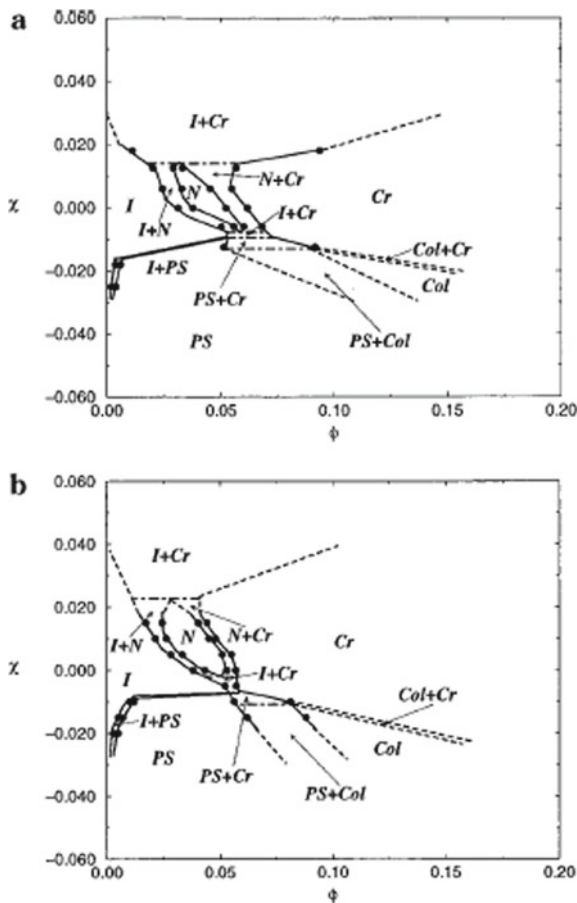 a
0.060
0.040
I+Cr
0.020
N+Cr
χ
0.000
I
N
I+N
I+Cr
Cr
I+PS
Col+Cr
−0.020
PS+Cr
Col
−0.040
PS
PS+Col
−0.060
0.00 0.05 0.10 0.15 0.20
ϕ
b
0.060
0.040
I+Cr
0.020
I+N
N
N+Cr
Cr
χ
0.000
I
I+Cr
Col+Cr
I+PS
−0.020
PS
Col
PS+Cr
PS+Col
−0.040
−0.060
0.00 0.05 0.10 0.15 0.20
ϕ